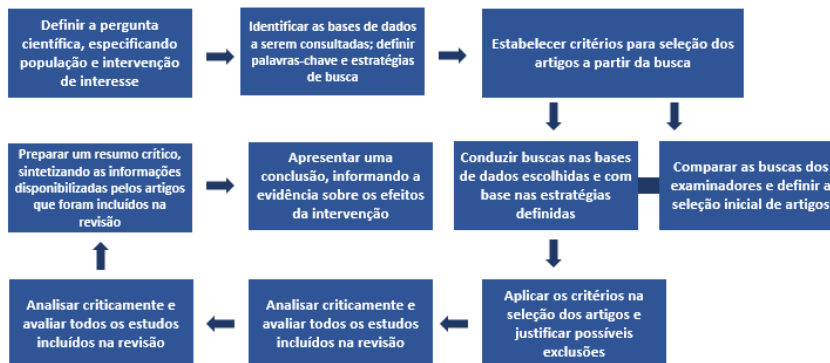 Definir a pergunta
científica, especificando
população e intervenção
de interesse
Identificar as bases de dados
a serem consultadas; definir
palavras-chave e estratégias
de busca
Estabelecer critérios para seleção dos
artigos a partir da busca
Conduzir buscas nas bases
de dados escolhidas e com
base nas estratégias
definidas
Comparar as buscas dos
examinadores e definir a
seleção inicial de artigos
Aplicar os critérios na
seleção dos artigos e
justificar possíveis
exclusões
Analisar criticamente e
avaliar todos os estudos
incluídos na revisão
Analisar criticamente e
avaliar todos os estudos
incluídos na revisão
Preparar um resumo crítico,
sintetizando as informações
disponibilizadas pelos artigos
que foram incluídos na
revisão
Apresentar uma
conclusão, informando a
evidência sobre os efeitos
da intervenção